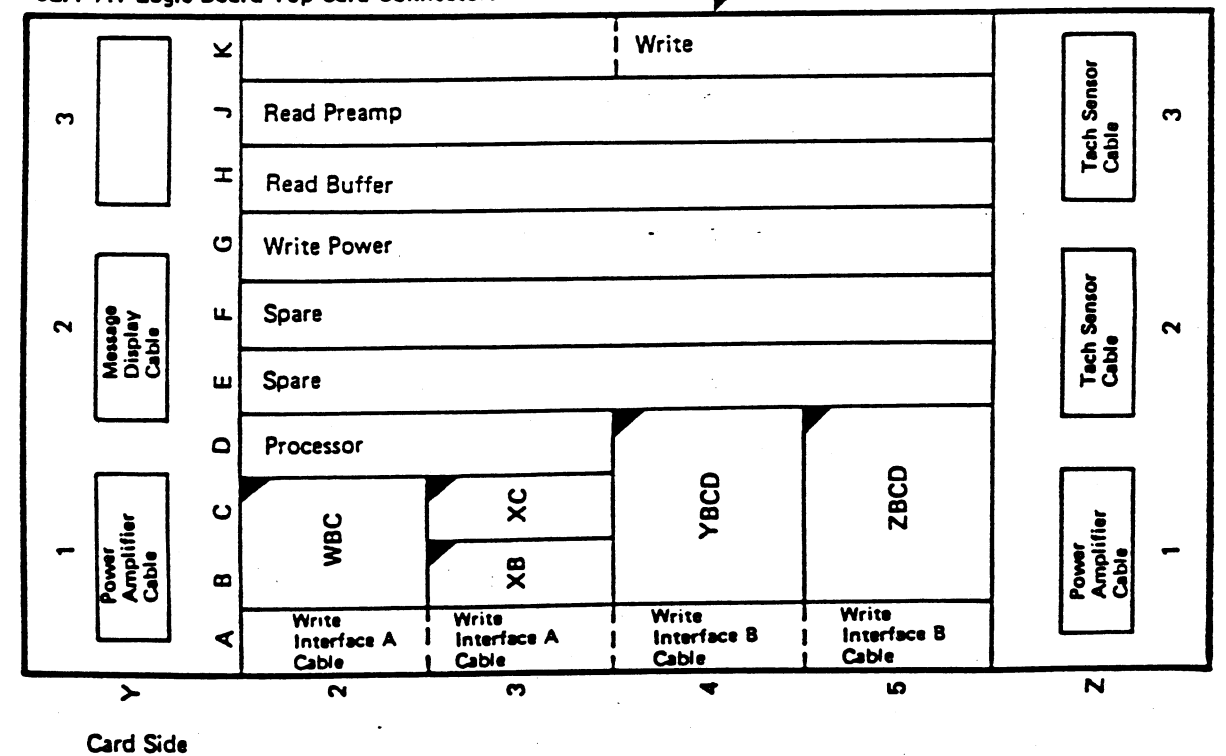 K
Write
J
Read Preamp
H
Read Buffer
G
Write Power
F
Spare
E
Spare
D
Processor
C
B
A
3
2
Message
Display
Cable
1
Power
Amplifier
Cable
WBC
XC
XB
YBCD
ZBCD
Write
Interface A
Cable
Write
Interface A
Cable
Write
Interface B
Cable
Write
Interface B
Cable
Tach Sensor
Cable
3
Tach Sensor
Cable
2
Power
Amplifier
Cable
1
Y
2
3
4
5
Z
Card Side